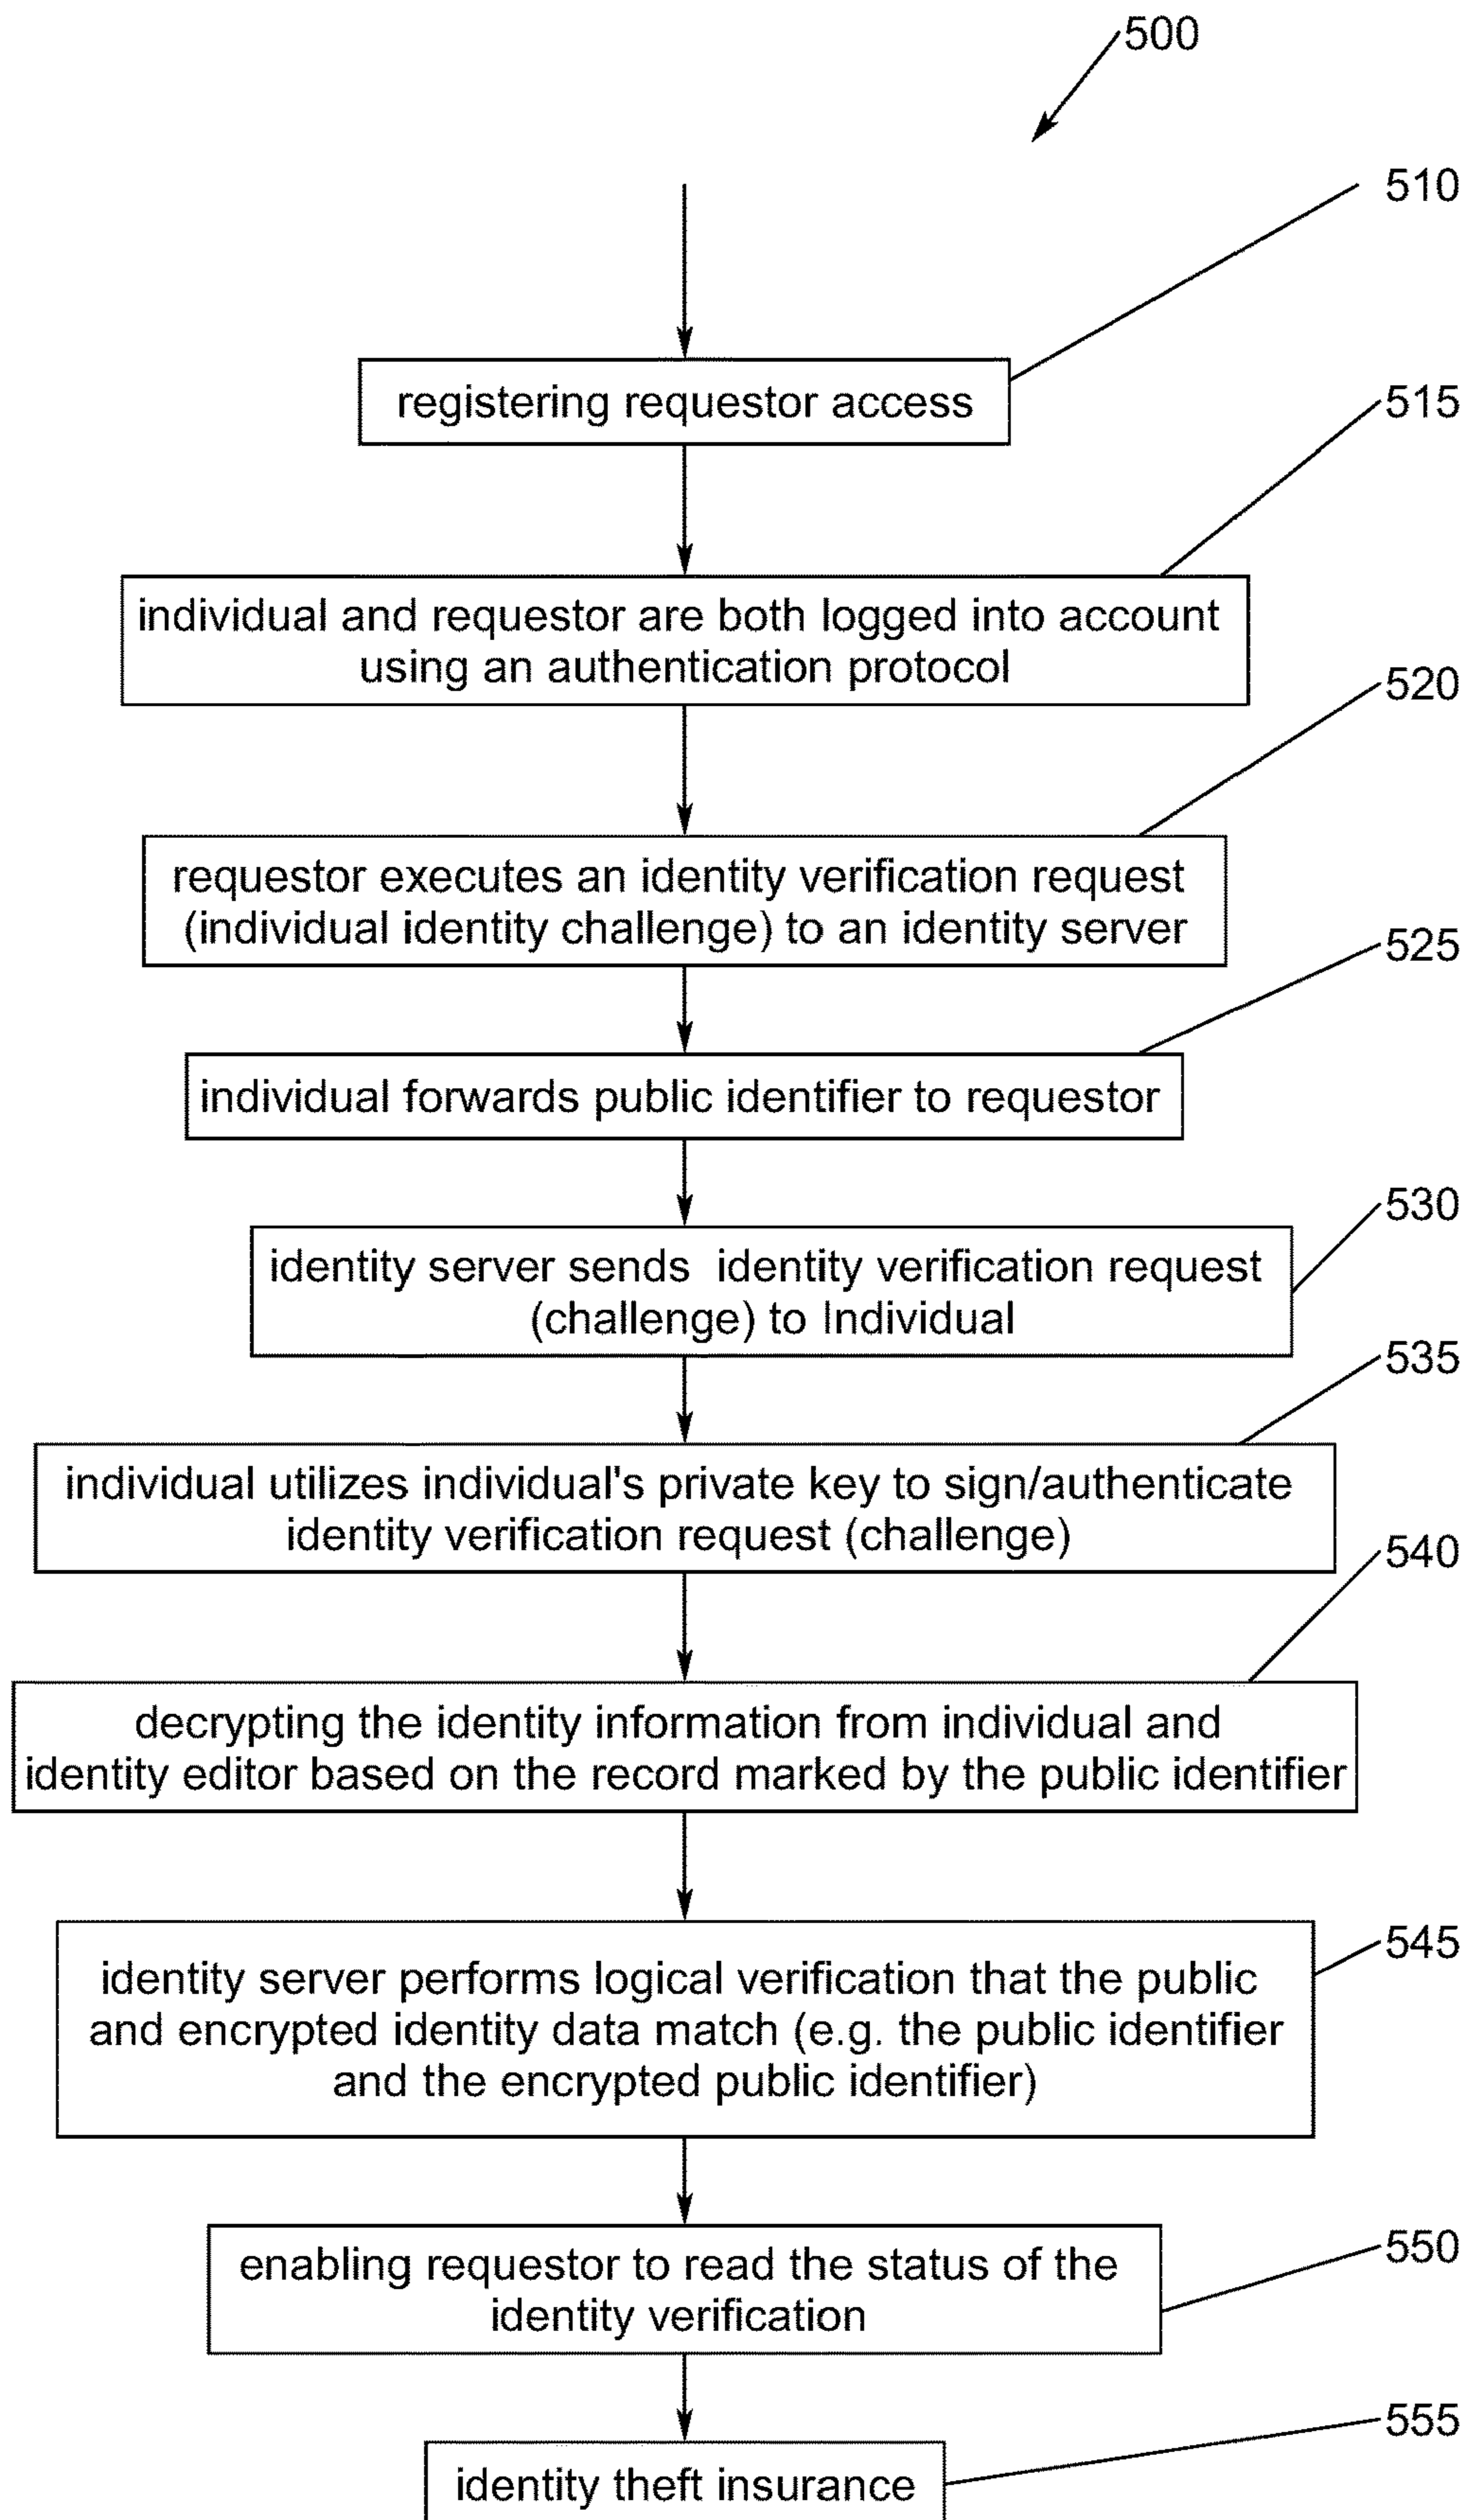 500
510
registering requestor access
515
individual and requestor are both logged into account
using an authentication protocol
520
requestor executes an identity verification request
(individual identity challenge) to an identity server
525
individual forwards public identifier to requestor
530
identity server sends identity verification request
(challenge) to Individual
535
individual utilizes individual's private key to sign/authenticate
identity verification request (challenge)
540
decrypting the identity information from individual and
identity editor based on the record marked by the public identifier
545
identity server performs logical verification that the public
and encrypted identity data match (e.g. the public identifier
and the encrypted public identifier)
550
enabling requestor to read the status of the
identity verification
555
identity theft insurance